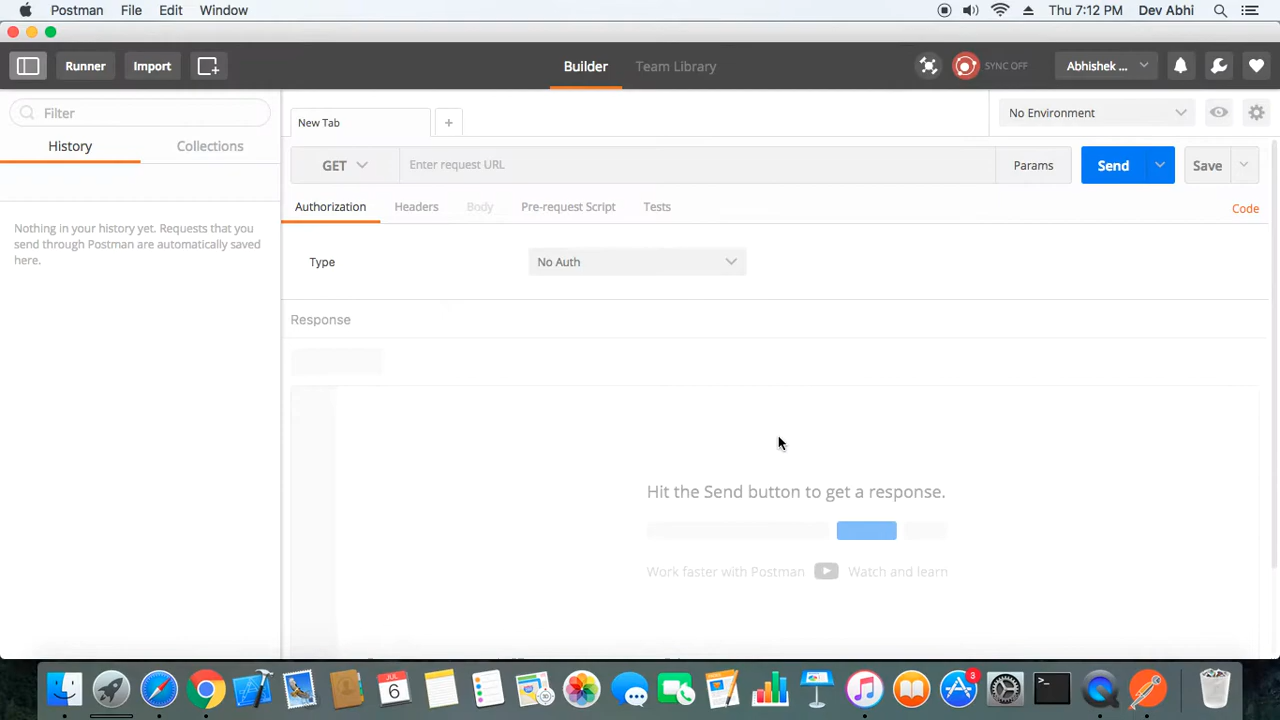 Postman File Edit Window Thu 7:12 PM Dev Abhi
Runner Import Builder Team Library SYNC OFF Abhishek ...
Filter New Tab + No Environment
History Collections
GET Enter request URL Params Send Save
Authorization Headers Body Pre-request Script Tests Code
Nothing in your history yet. Requests that you
send through Postman are automatically saved
here.
Type No Auth
Response
Hit the Send button to get a response.
Work faster with Postman Watch and learn
JUL
6
3